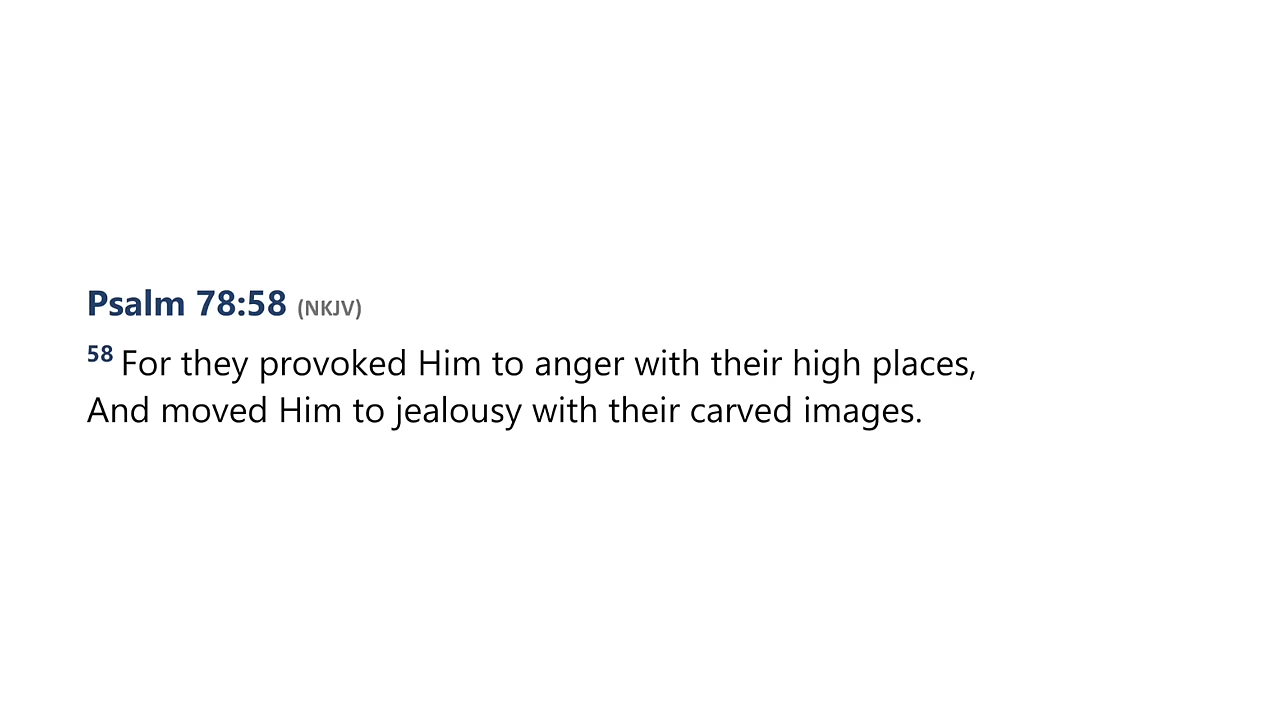 Psalm 78:58 (NKJV)
58 For they provoked Him to anger with their high places,
And moved Him to jealousy with their carved images.